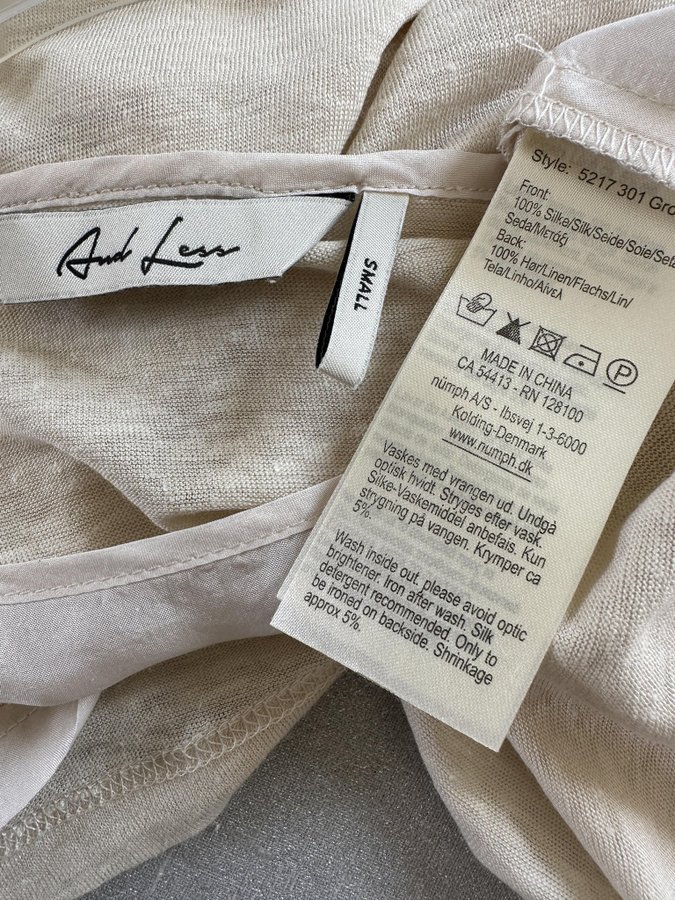 And Less
SMALL
Style: 5217 301
Front:
100% Silke/Silk/Seide/Soie/Seta/
Seda/Μετάξι
Back:
100% Hør/Linen/Flachs/Lin/
Tela/Linho/Λινελ
P
MADE IN CHINA
CA 54413 - RN 128100
nümph A/S - Ibsvej 1-3-6000
Kolding-Denmark
www.numph.dk
Vaskes med vrangen ud. Undgå
optisk hvidt. Stryges efter vask.
Silke-Vaskemiddel anbefais. Kun
strygning på vangen. Krymper ca
5%.
Wash inside out, please avoid optic
brightener. Iron after wash. Silk
detergent recommended. Only to
be ironed on backside. Shrinkage
approx 5%.